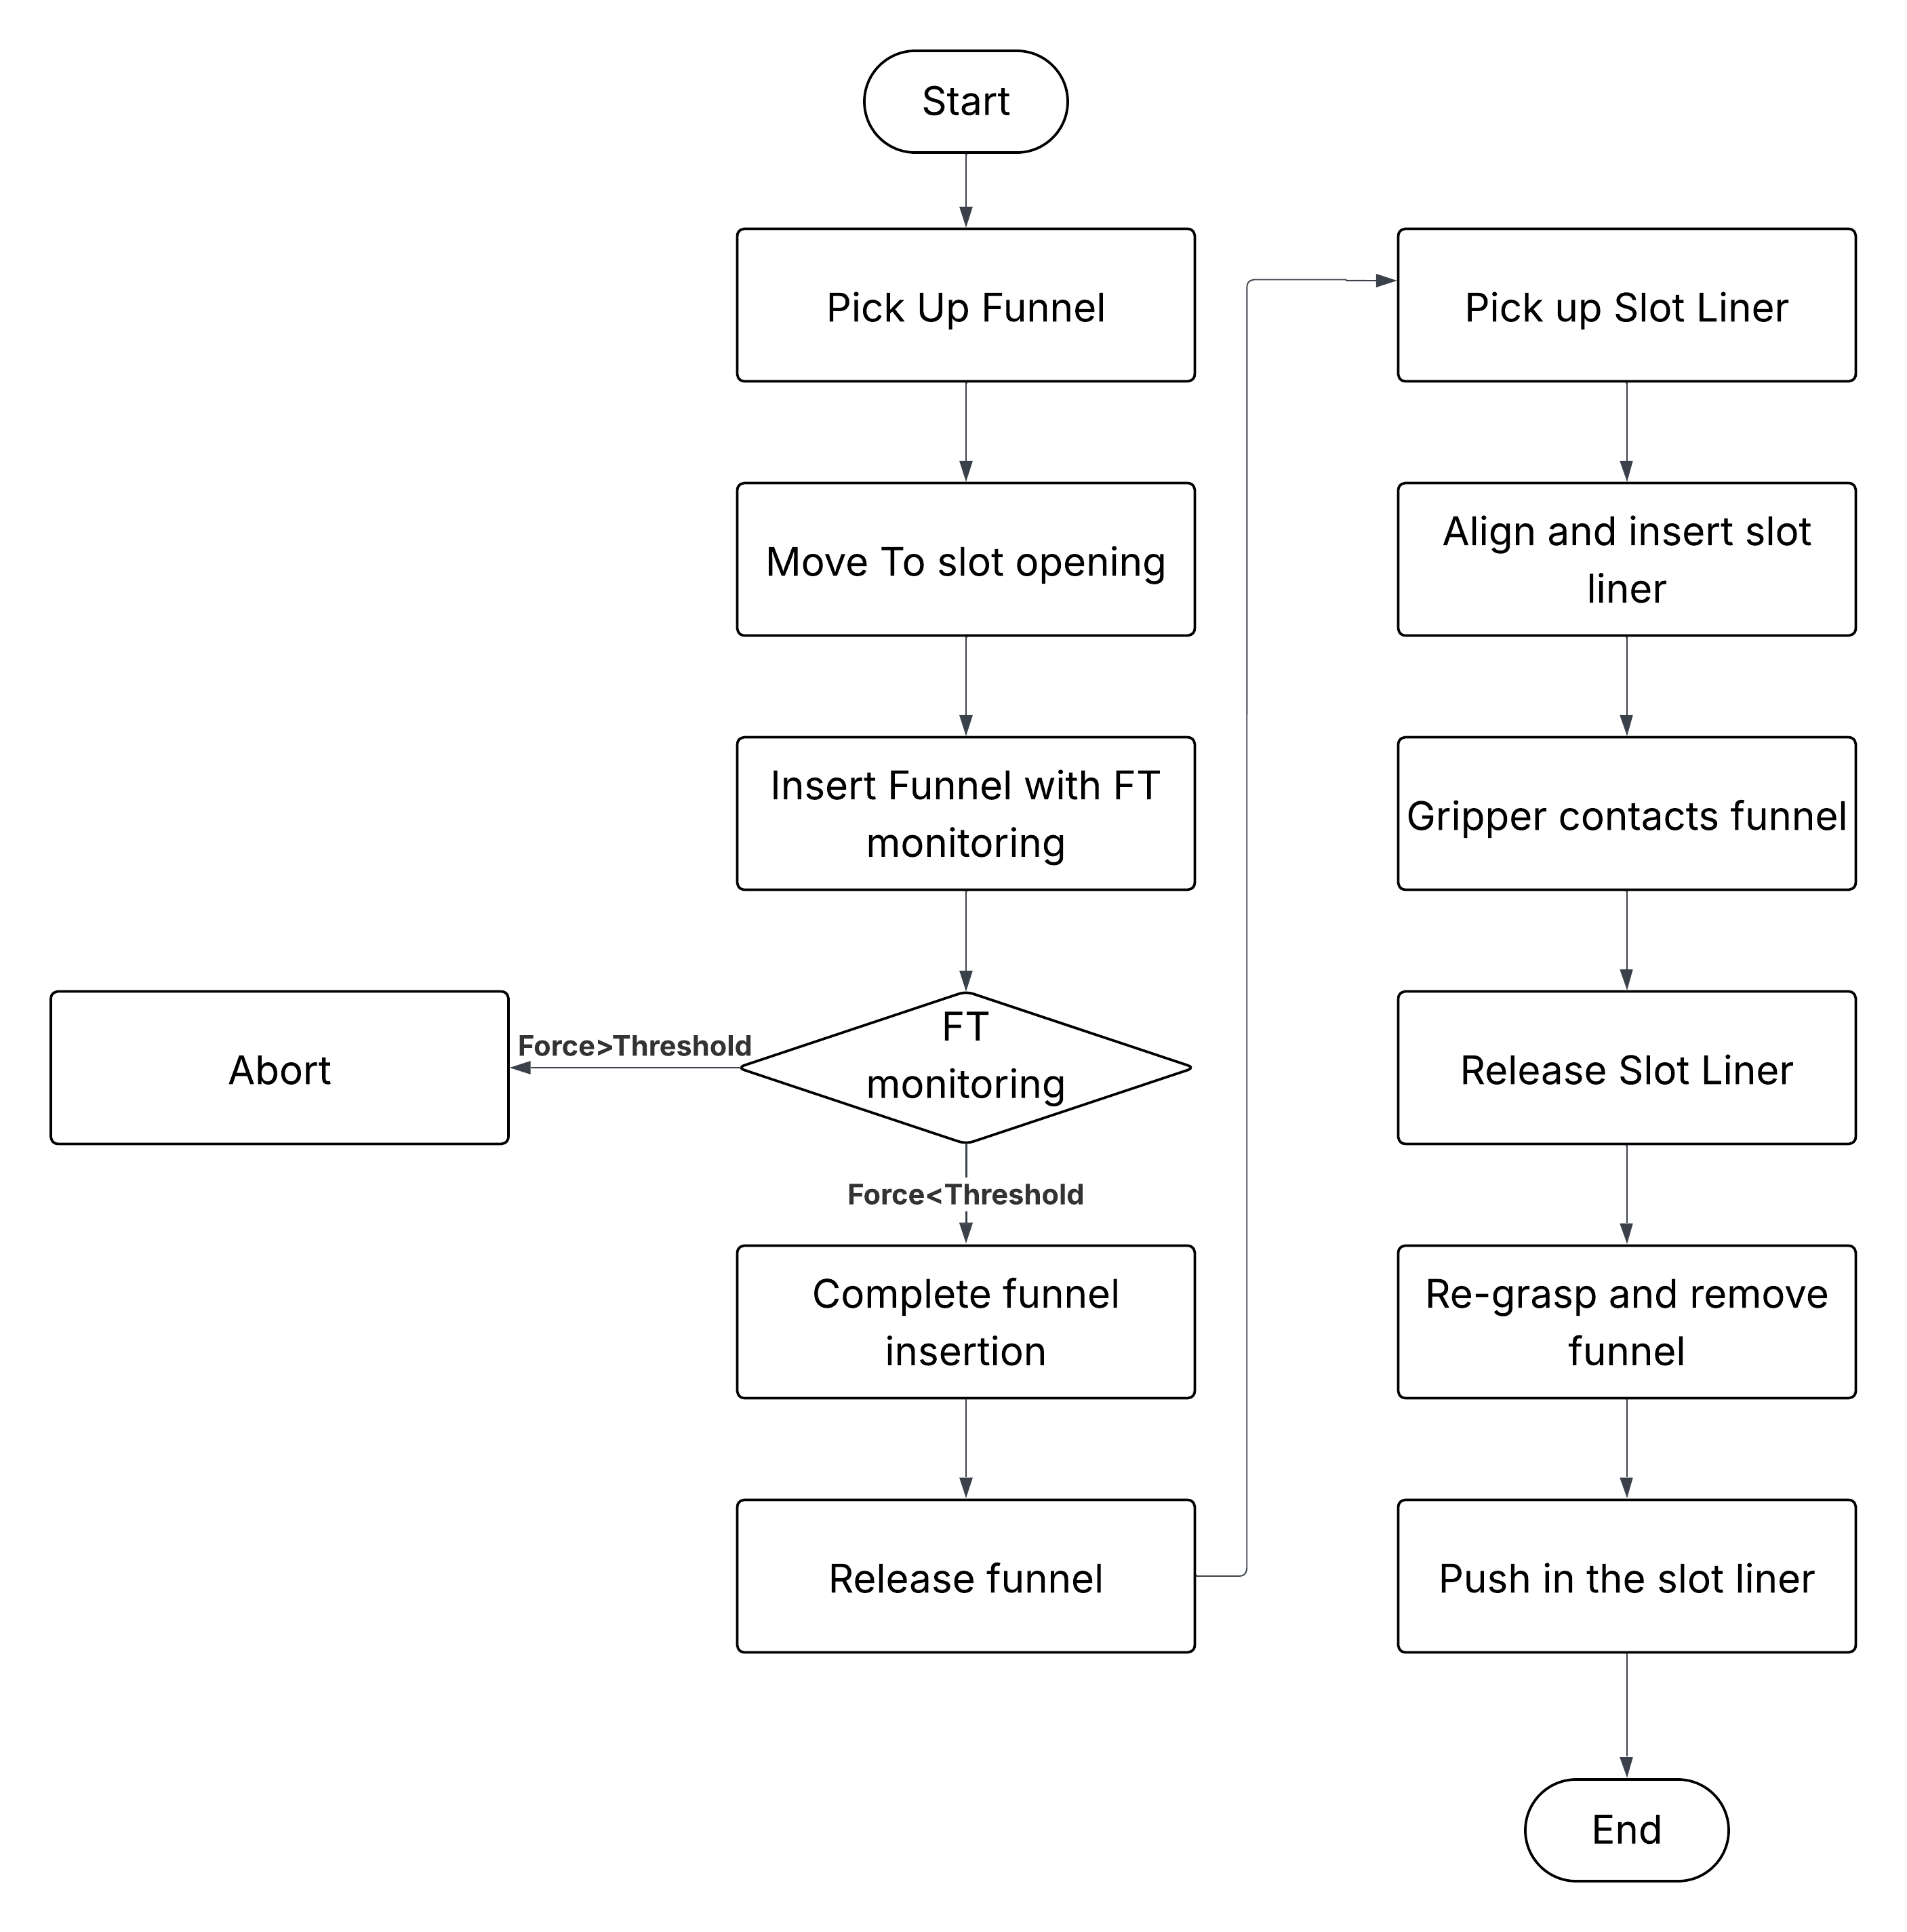 Start
Pick Up Funnel
Move To slot opening
Insert Funnel with FT
monitoring
FT
monitoring
Force>Threshold
Abort
Force<Threshold
Complete funnel
insertion
Release funnel
Pick up Slot Liner
Align and insert slot
liner
Gripper contacts funnel
Release Slot Liner
Re-grasp and remove
funnel
Push in the slot liner
End